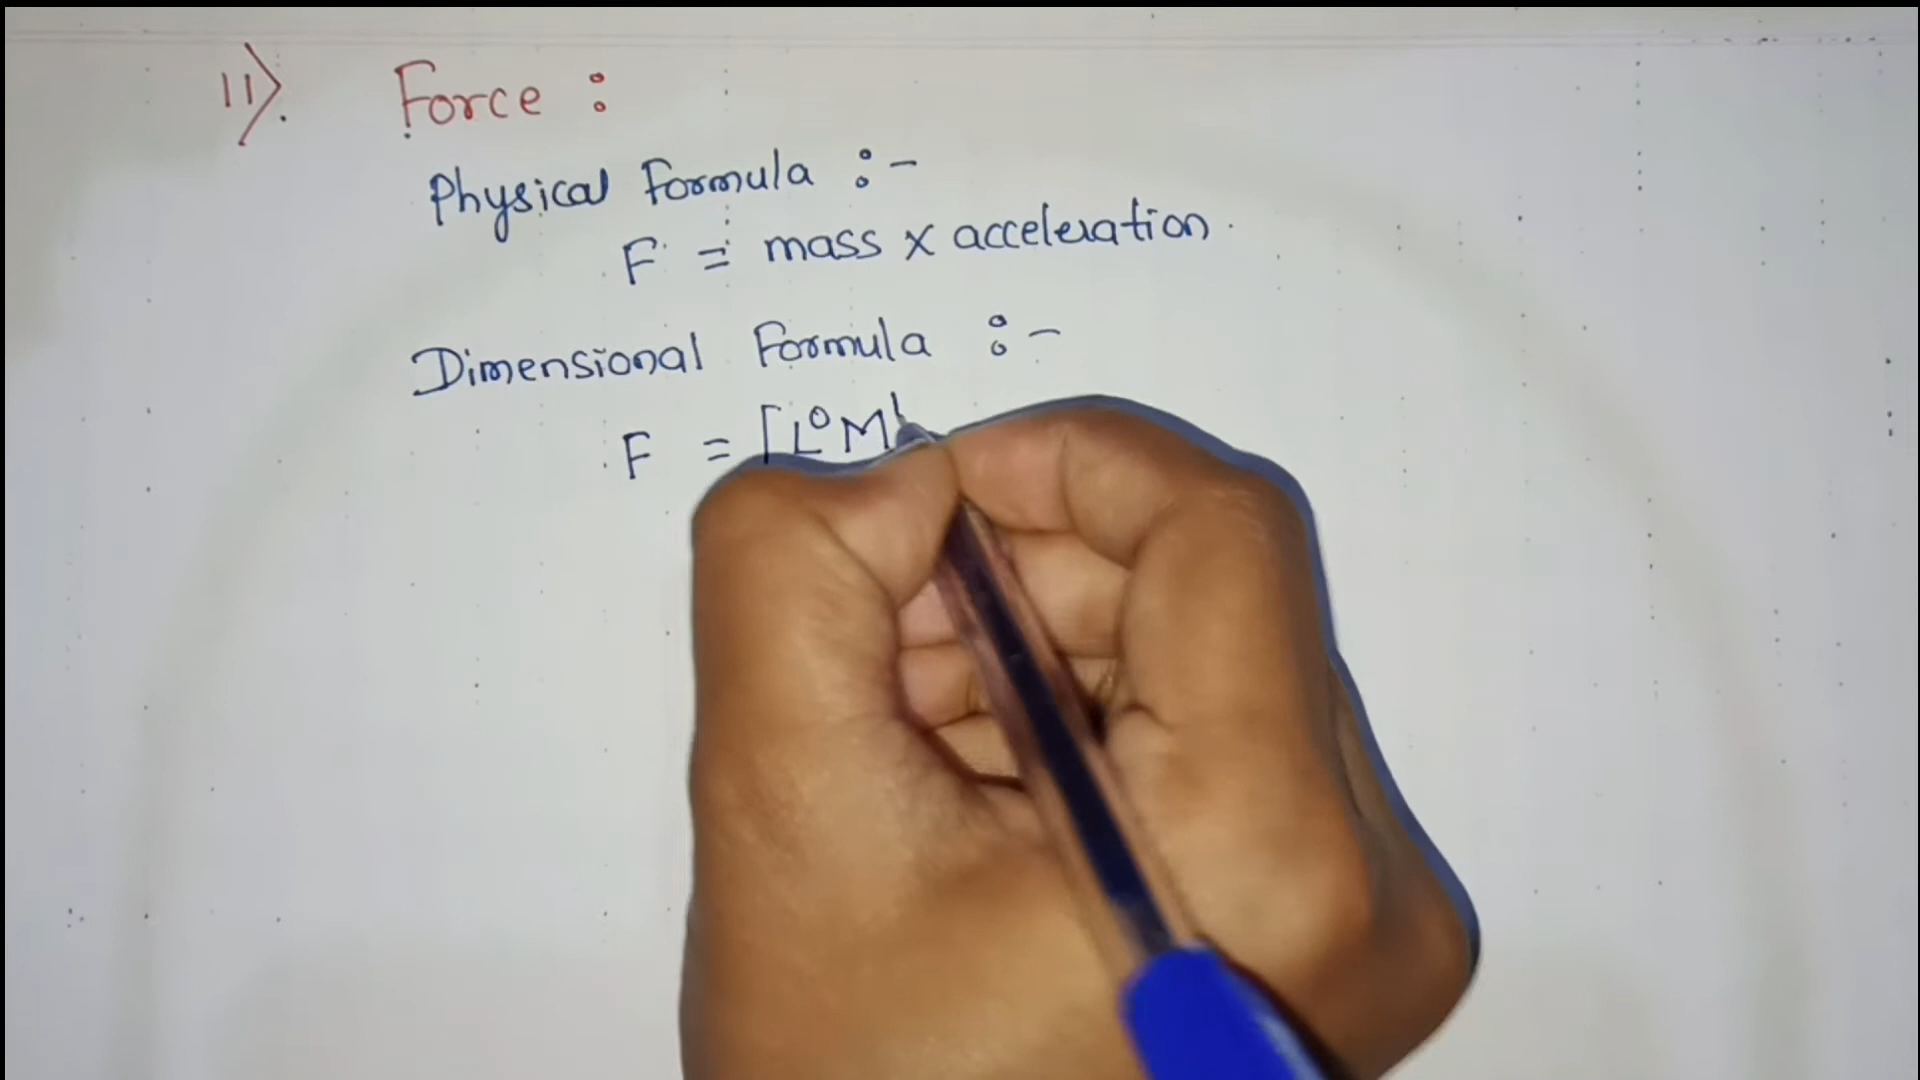 11).  Force :
Physical Formula :-
F = mass x acceleration.
Dimensional Formula :-
F = [L⁰M¹